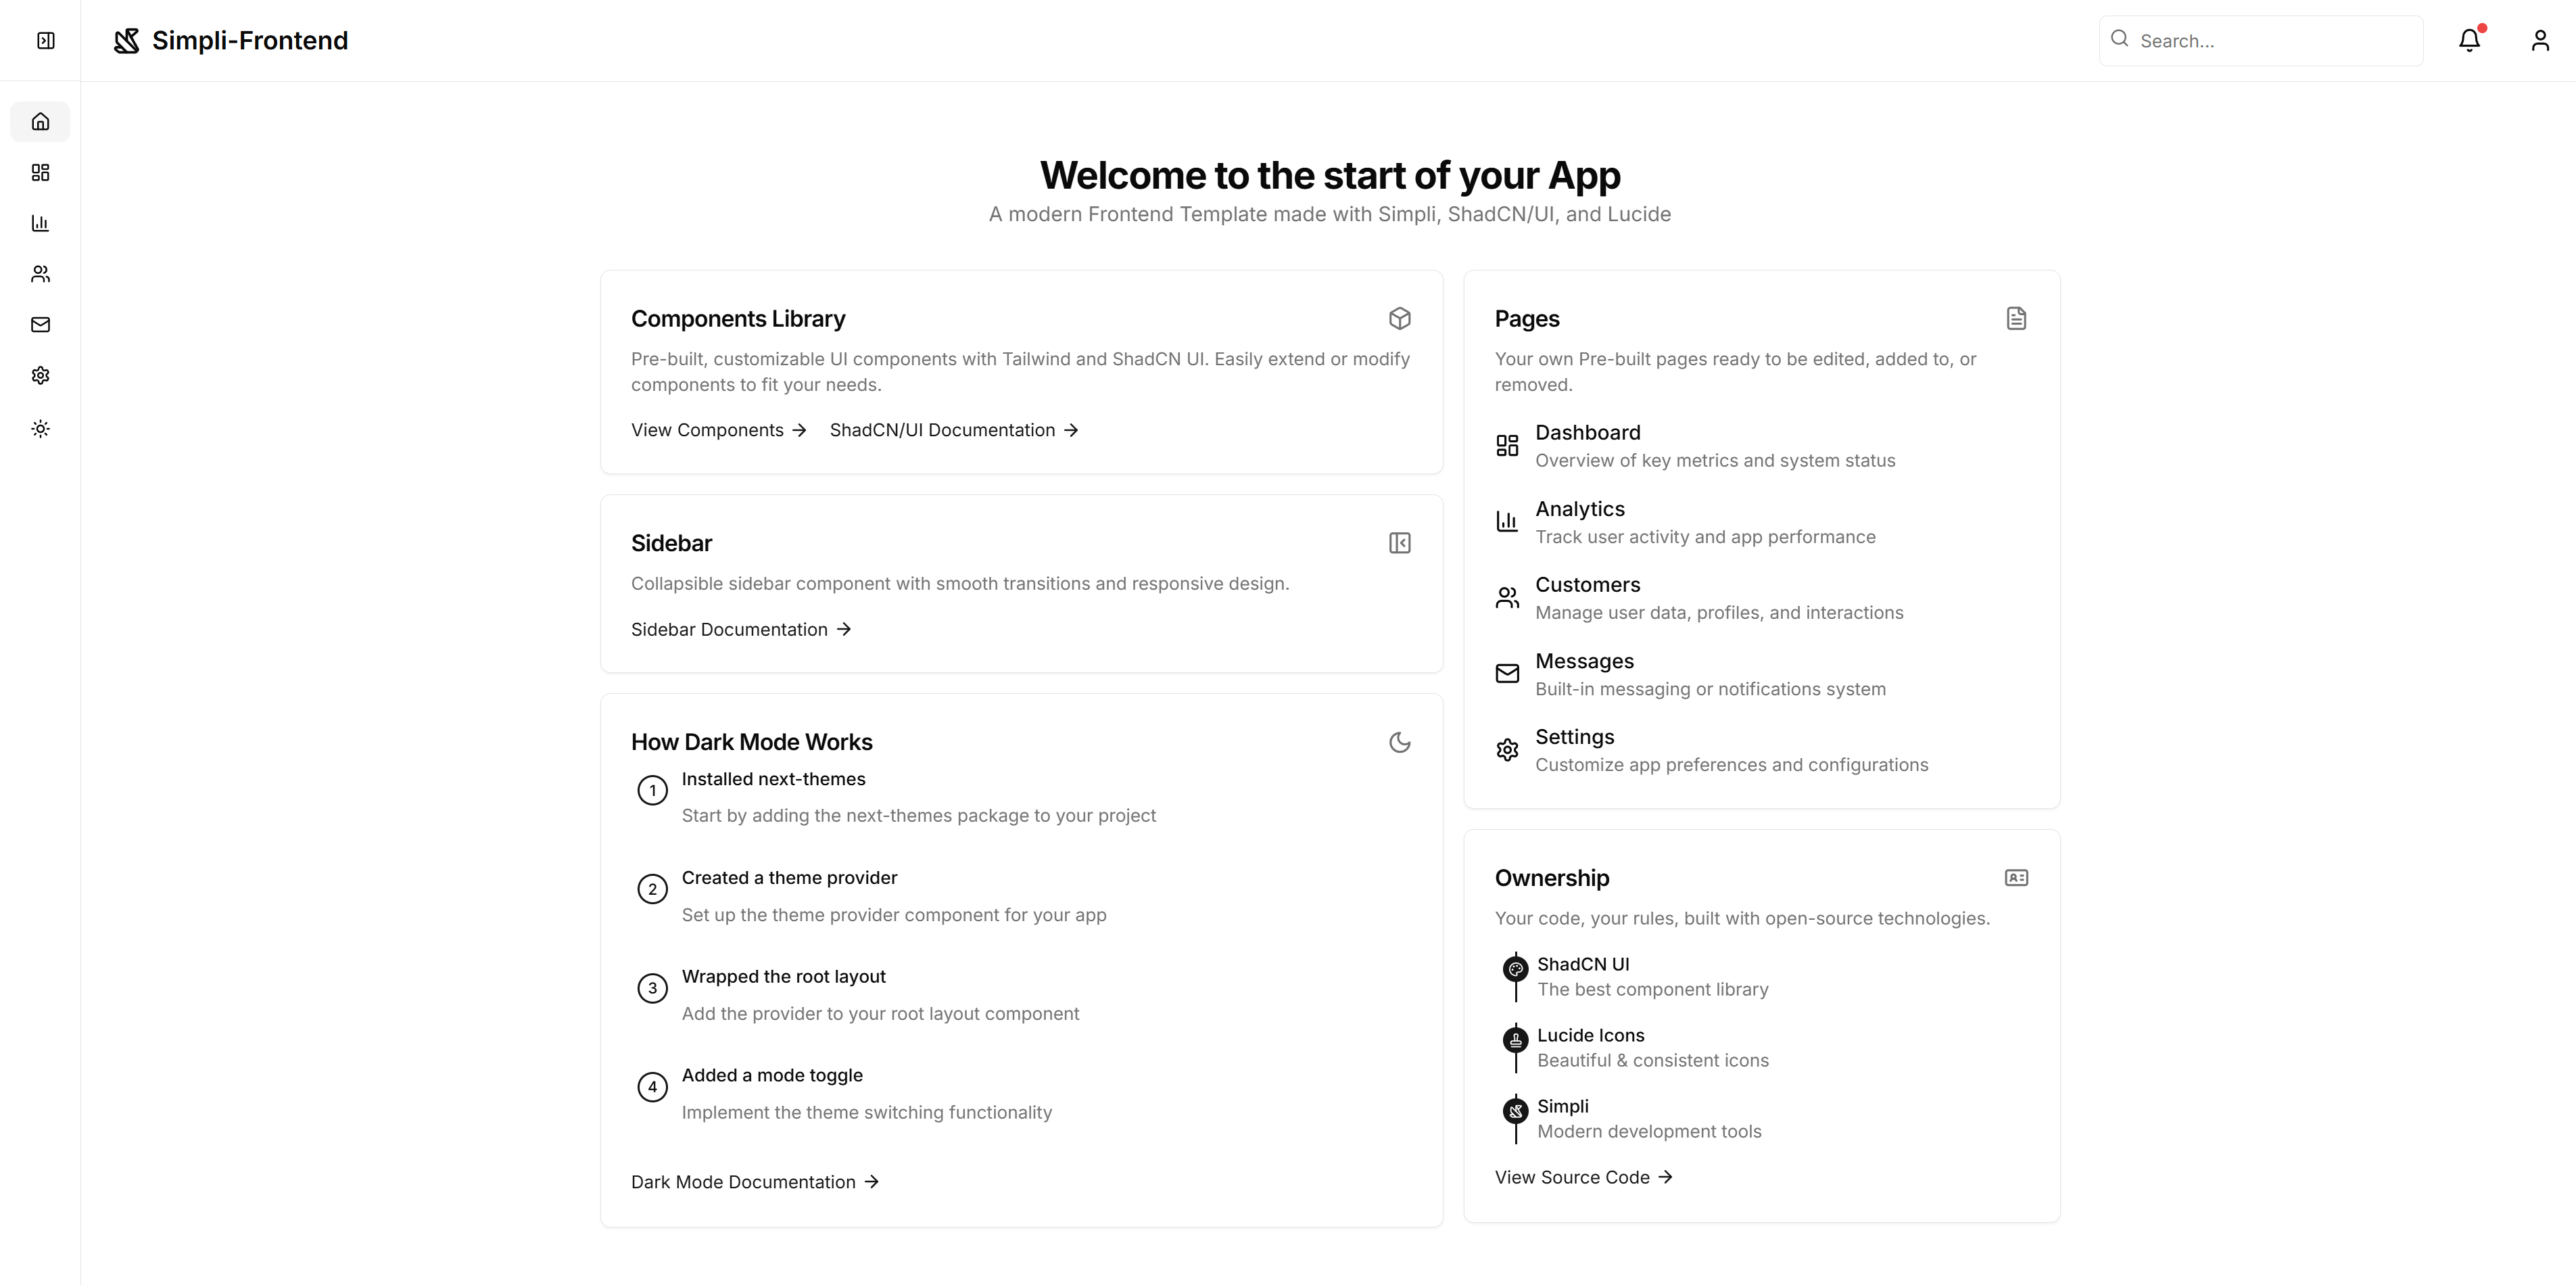 Simpli-Frontend
Search...
Welcome to the start of your App
A modern Frontend Template made with Simpli, ShadCN/UI, and Lucide
Components Library
Pre-built, customizable UI components with Tailwind and ShadCN UI. Easily extend or modify
components to fit your needs.
View Components
ShadCN/UI Documentation
Sidebar
Collapsible sidebar component with smooth transitions and responsive design.
Sidebar Documentation
How Dark Mode Works
1
Installed next-themes
Start by adding the next-themes package to your project
2
Created a theme provider
Set up the theme provider component for your app
3
Wrapped the root layout
Add the provider to your root layout component
4
Added a mode toggle
Implement the theme switching functionality
Dark Mode Documentation
Pages
Your own Pre-built pages ready to be edited, added to, or
removed.
Dashboard
Overview of key metrics and system status
Analytics
Track user activity and app performance
Customers
Manage user data, profiles, and interactions
Messages
Built-in messaging or notifications system
Settings
Customize app preferences and configurations
Ownership
Your code, your rules, built with open-source technologies.
ShadCN UI
The best component library
Lucide Icons
Beautiful & consistent icons
Simpli
Modern development tools
View Source Code